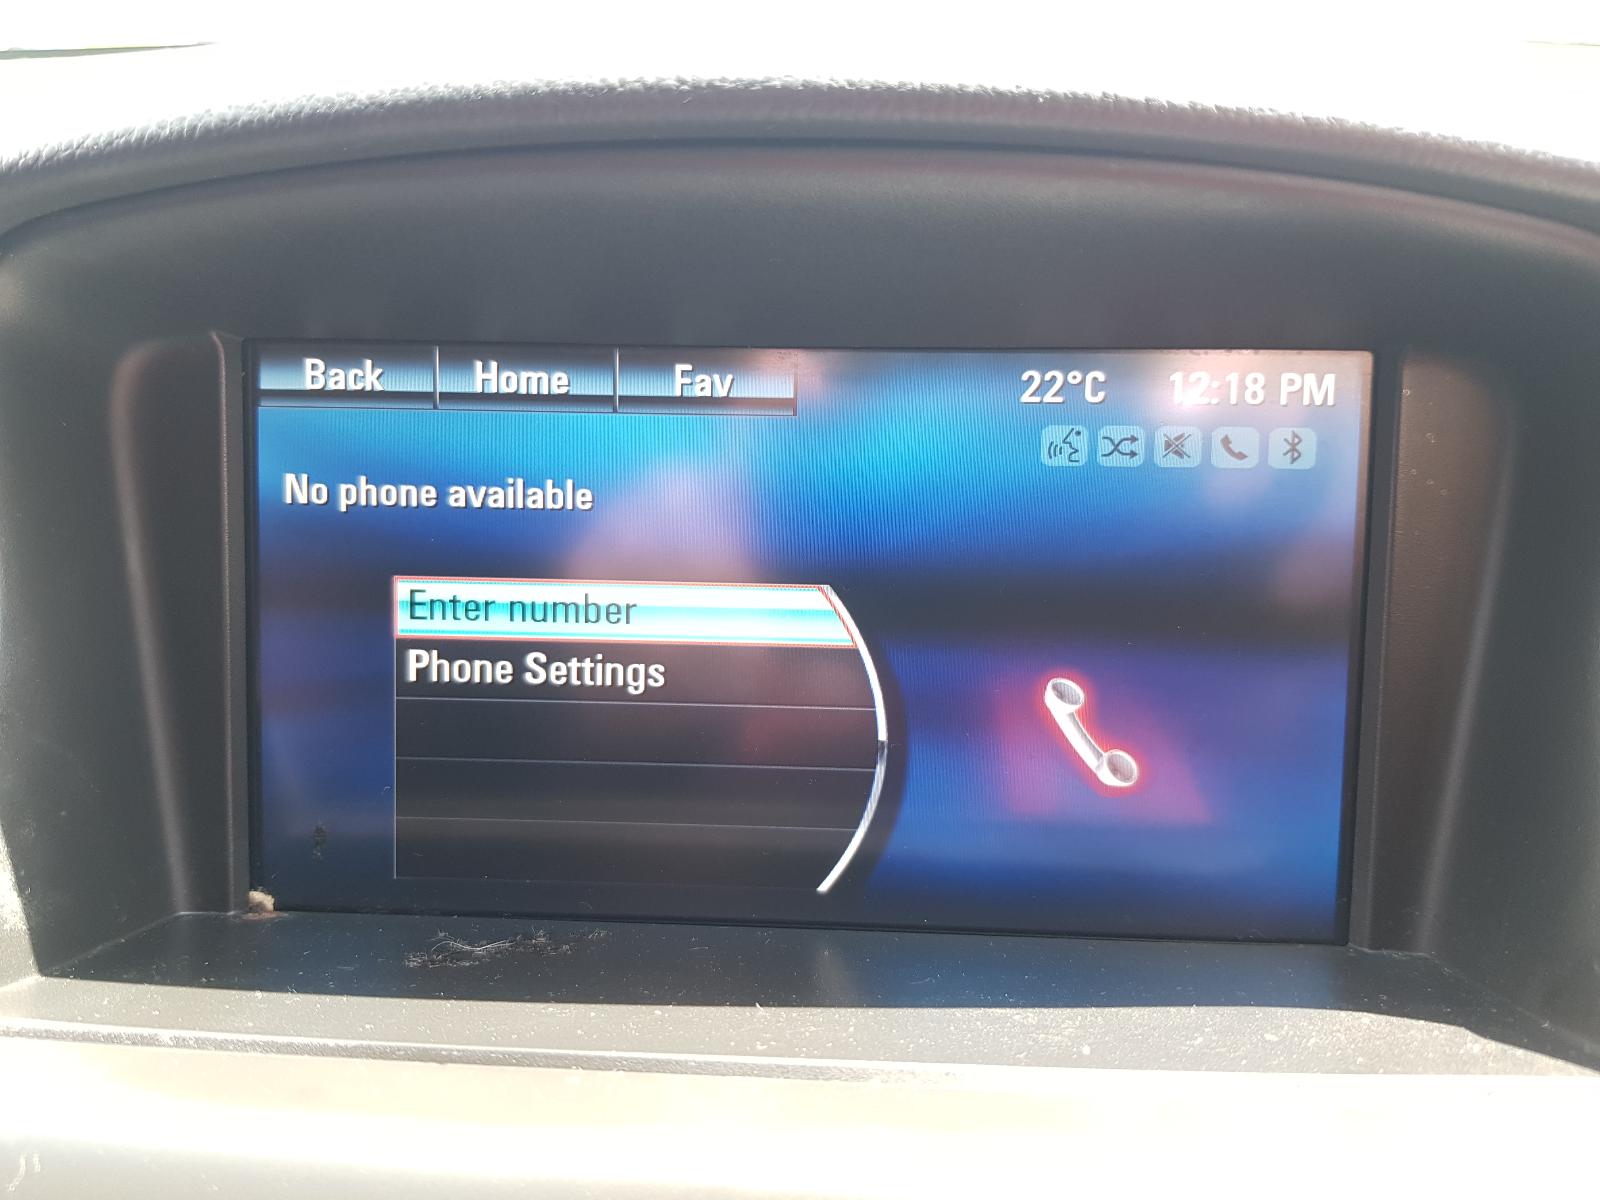 Back Home Fav 22°C 12:18 PM
No phone available
Enter number
Phone Settings